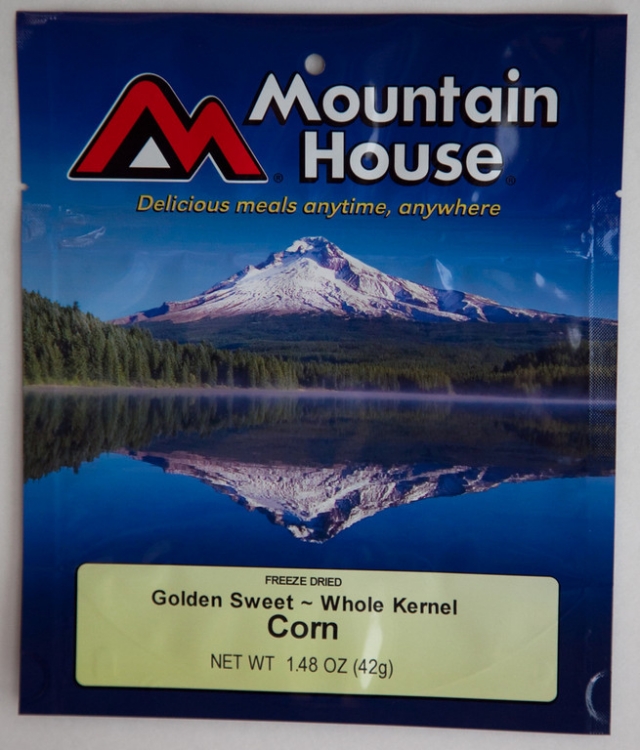 Mountain
House®
Delicious meals anytime, anywhere
FREEZE DRIED
Golden Sweet ~ Whole Kernel
Corn
NET WT 1.48 OZ (42g)